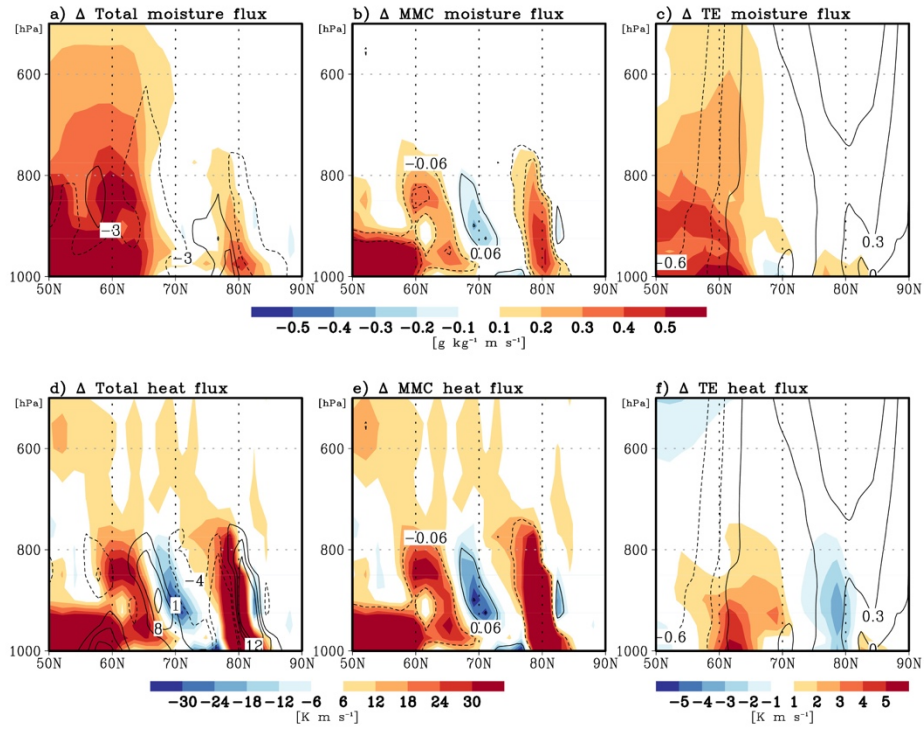 a) Δ Total moisture flux
b) Δ MMC moisture flux
c) Δ TE moisture flux
[hPa] [hPa] [hPa]
600 600 600
800 800 800
1000 1000 1000
-3 -3
-0.06 0.06
-0.6 0.3 0
50N 60N 70N 80N 90N
50N 60N 70N 80N 90N
50N 60N 70N 80N 90N
-0.5 -0.4 -0.3 -0.2 -0.1 0.1 0.2 0.3 0.4 0.5
[g kg⁻¹ m s⁻¹]
d) Δ Total heat flux
e) Δ MMC heat flux
f) Δ TE heat flux
[hPa] [hPa] [hPa]
600 600 600
800 800 800
1000 1000 1000
-4 1 8 12
-0.06 0.06
-0.6 0.3 0
50N 60N 70N 80N 90N
50N 60N 70N 80N 90N
50N 60N 70N 80N 90N
-30 -24 -18 -12 -6 6 12 18 24 30
[K m s⁻¹]
-5 -4 -3 -2 -1 1 2 3 4 5
[K m s⁻¹]